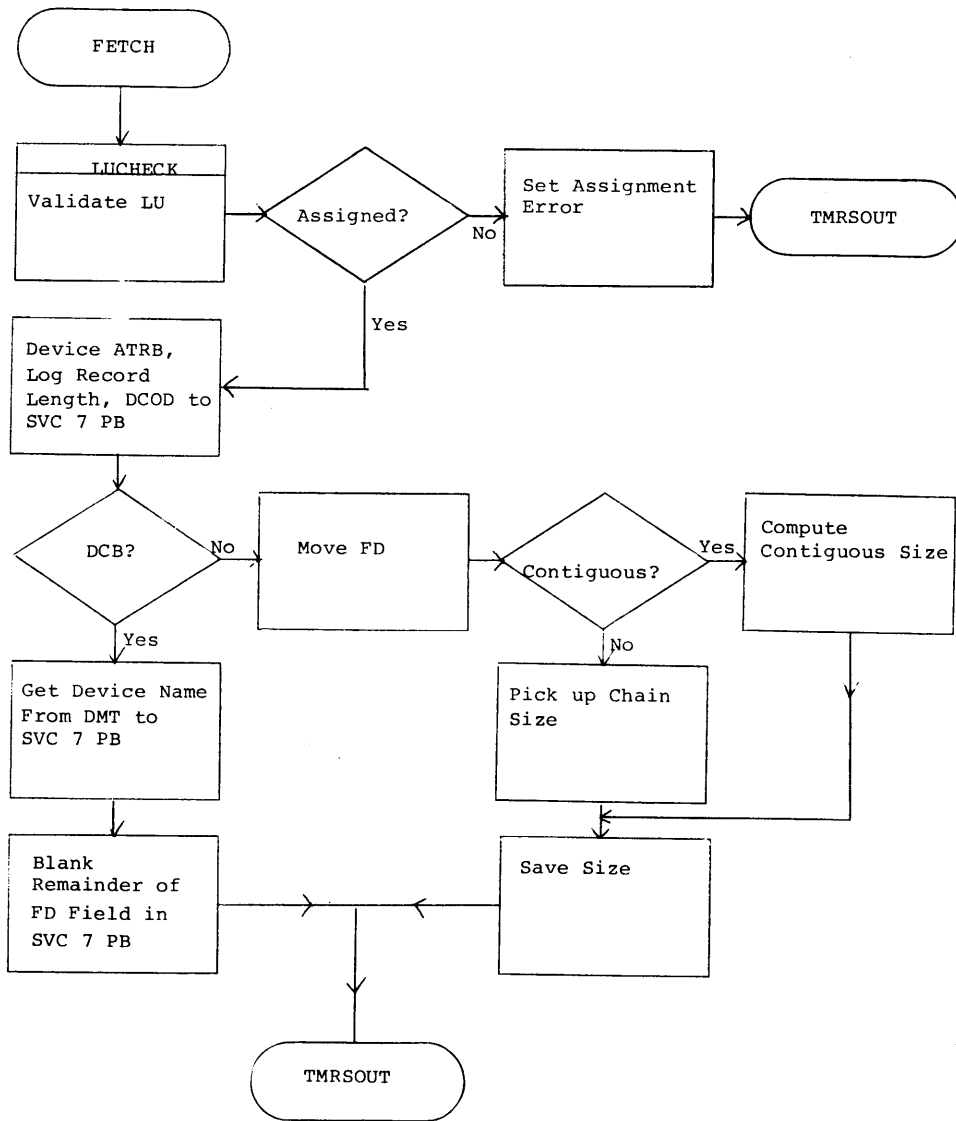 FETCH
LUCHECK
Validate LU
Assigned?
No
Set Assignment
Error
TMRSOUT
Yes
Device ATRB,
Log Record
Length, DCOD to
SVC 7 PB
DCB?
No
Move FD
Contiguous?
Yes
Compute
Contiguous Size
Yes
No
Get Device Name
From DMT to
SVC 7 PB
Pick up Chain
Size
Blank
Remainder of
FD Field in
SVC 7 PB
Save Size
TMRSOUT